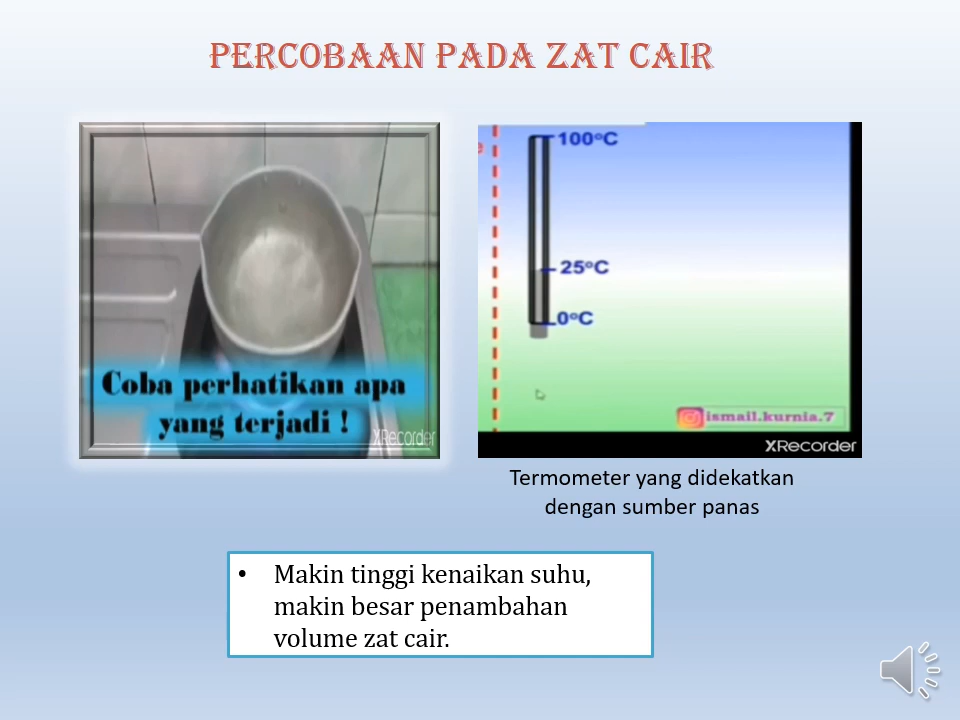 PERCOBAAN PADA ZAT CAIR
Coba perhatikan apa
yang terjadi !
XRecorder
100°C
25°C
0°C
ismail.kurnia.7
XRecorder
Termometer yang didekatkan
dengan sumber panas
• Makin tinggi kenaikan suhu,
makin besar penambahan
volume zat cair.